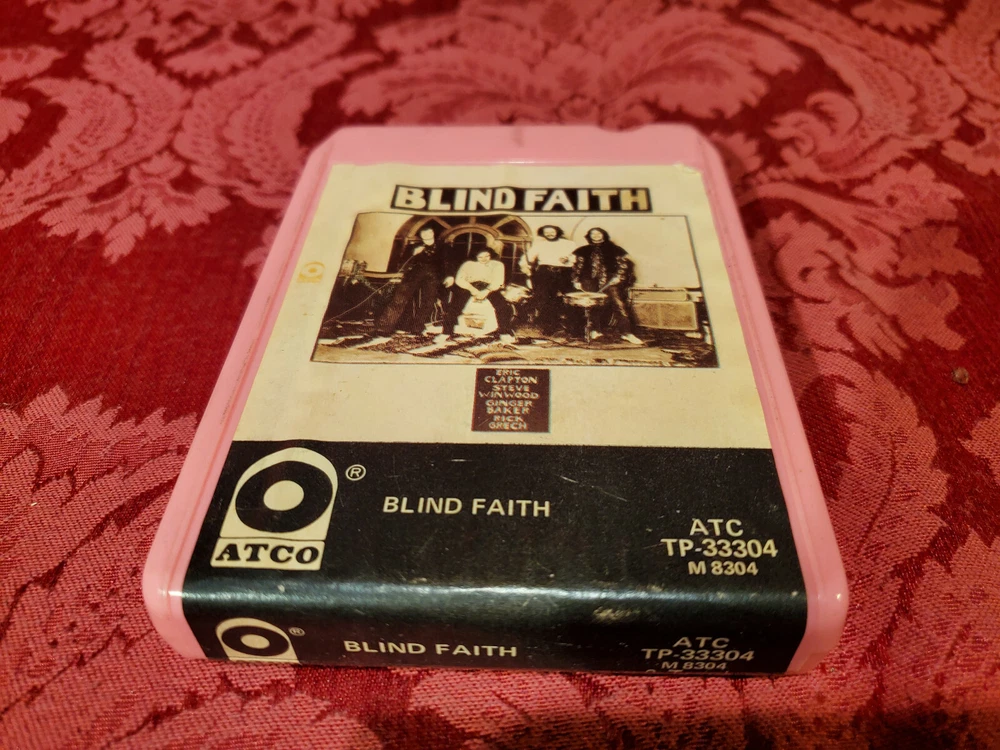 BLIND FAITH
ERIC
CLAPTON
STEVE
WINWOOD
GINGER
BAKER
RICK
GRECH
®
ATCO
BLIND FAITH
ATC
TP-33304
M 8304
®
BLIND FAITH
ATC
TP-33304
M 8304